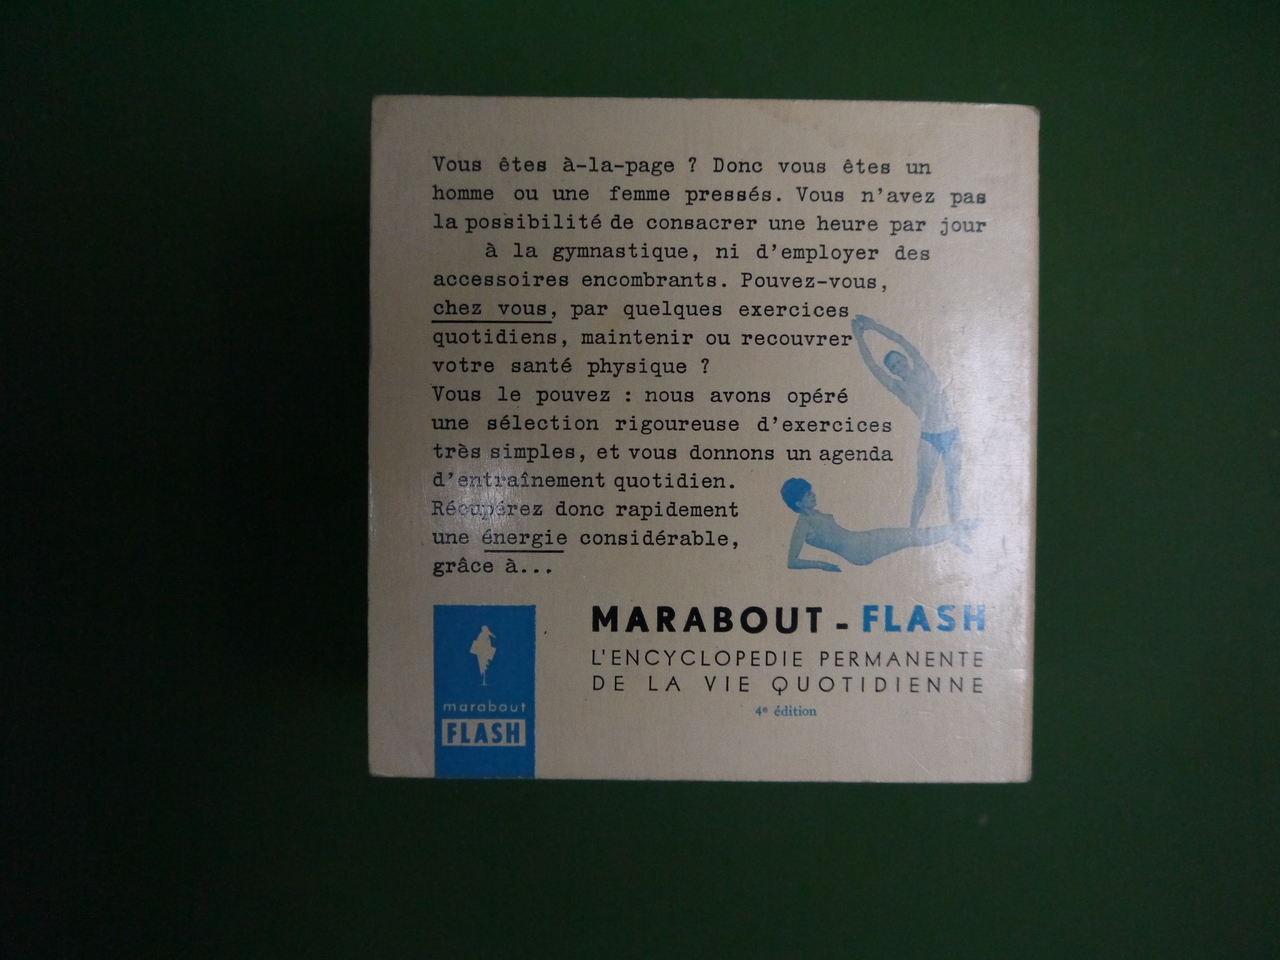 Vous êtes à-la-page ? Donc vous êtes un
homme ou une femme pressés. Vous n'avez pas
la possibilité de consacrer une heure par jour
à la gymnastique, ni d'employer des
accessoires encombrants. Pouvez-vous,
chez vous, par quelques exercices
quotidiens, maintenir ou recouvrer
votre santé physique ?
Vous le pouvez : nous avons opéré
une sélection rigoureuse d'exercices
très simples, et vous donnons un agenda
d'entraînement quotidien.
Récupérez donc rapidement
une énergie considérable,
grâce à...
MARABOUT - FLASH
L'ENCYCLOPEDIE PERMANENTE
DE LA VIE QUOTIDIENNE
4e édition
marabout
FLASH